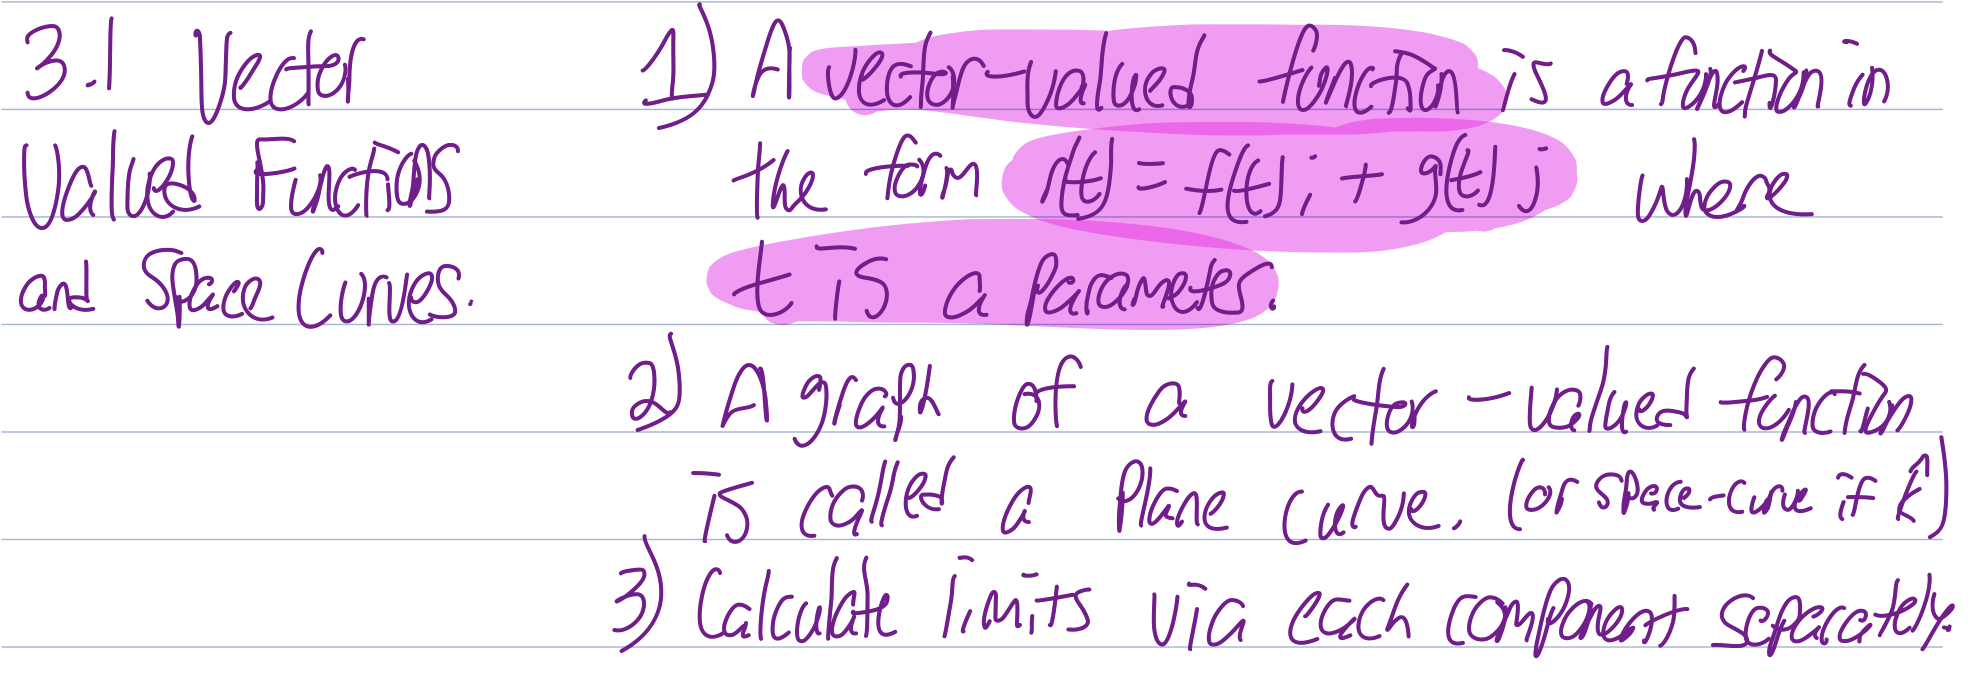 3.1 Vector
Valued Functions
and Space Curves.
1) A vector-valued function is a function in
the form r(t) = f(t) i + g(t) j where
t is a parameter.
2) A graph of a vector-valued function
is called a plane curve. (or space-curve if k̂)
3) Calculate limits via each component separately.